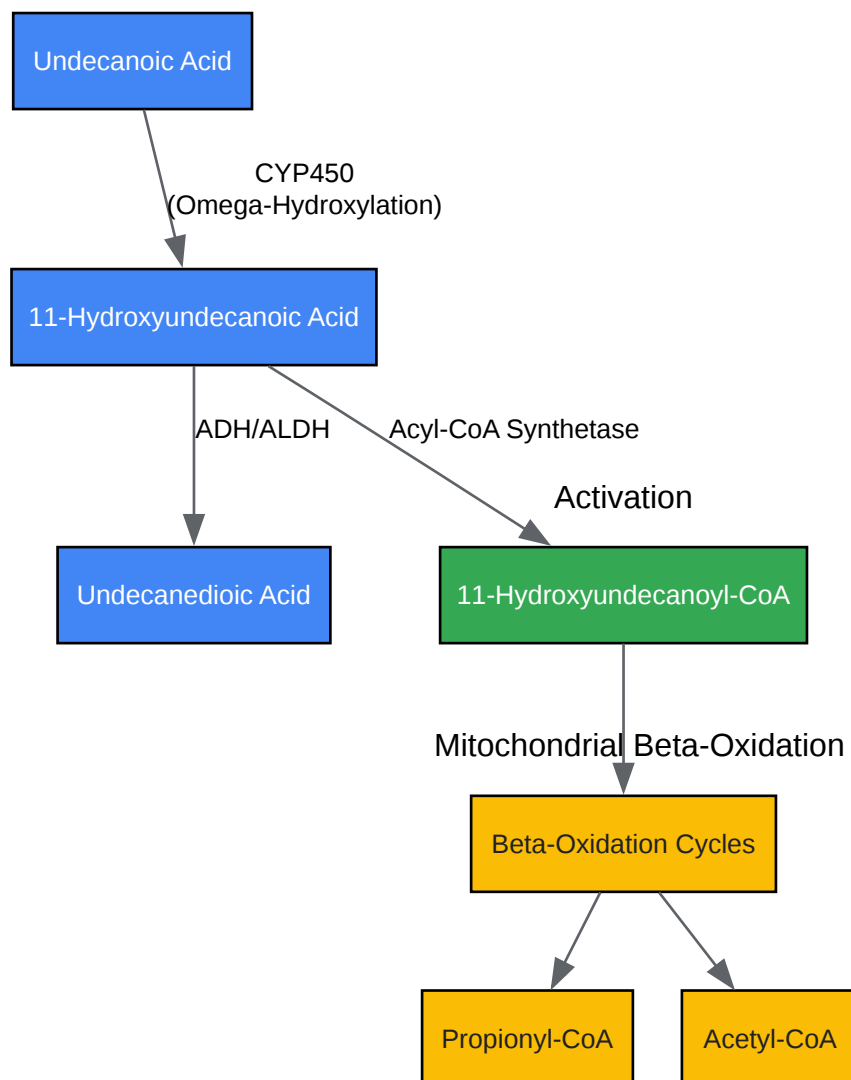 Undecanoic Acid
CYP450
(Omega-Hydroxylation)
11-Hydroxyundecanoic Acid
ADH/ALDH
Acyl-CoA Synthetase
Activation
Undecanedioic Acid
11-Hydroxyundecanoyl-CoA
Mitochondrial Beta-Oxidation
Beta-Oxidation Cycles
Propionyl-CoA
Acetyl-CoA